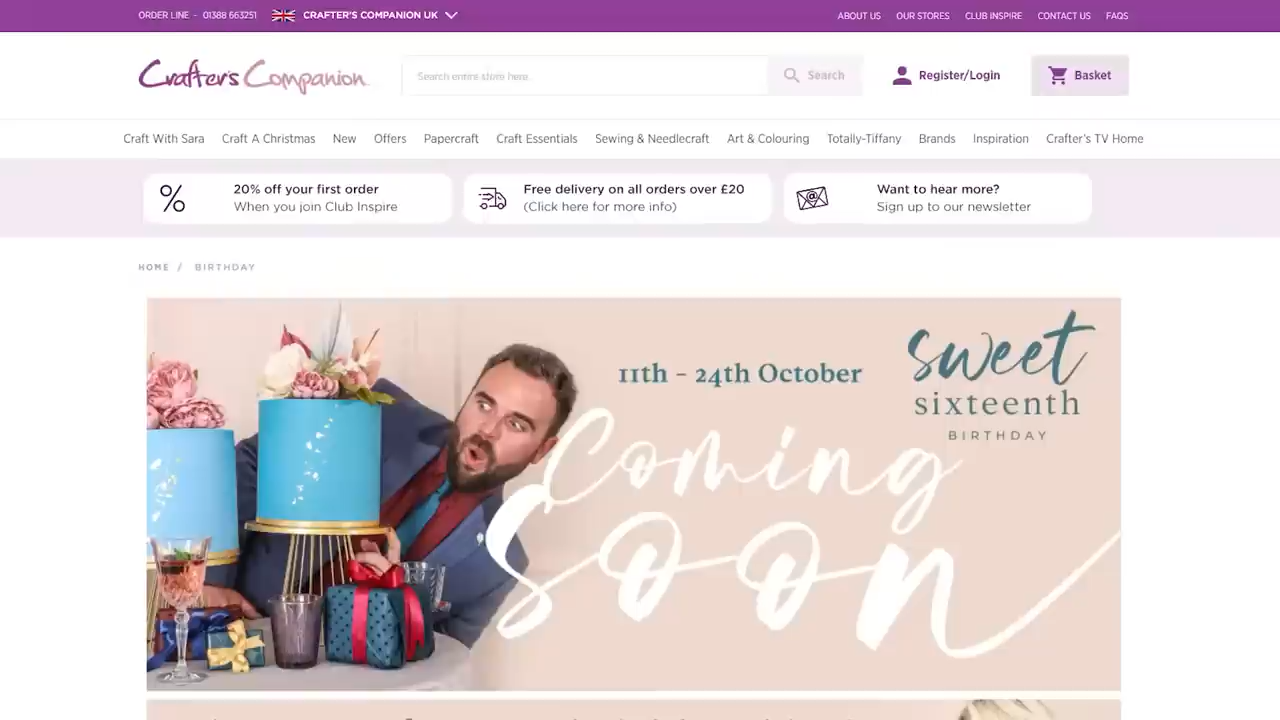 ORDER LINE - 01388 663251
CRAFTER'S COMPANION UK
ABOUT US
OUR STORES
CLUB INSPIRE
CONTACT US
FAQS
Crafter's Companion
Search entire store here...
Search
Register/Login
Basket
Craft With Sara
Craft A Christmas
New
Offers
Papercraft
Craft Essentials
Sewing & Needlecraft
Art & Colouring
Totally-Tiffany
Brands
Inspiration
Crafter's TV Home
20% off your first order
When you join Club Inspire
Free delivery on all orders over £20
(Click here for more info)
Want to hear more?
Sign up to our newsletter
HOME / BIRTHDAY
11th - 24th October
sweet
sixteenth
BIRTHDAY
Coming
Soon